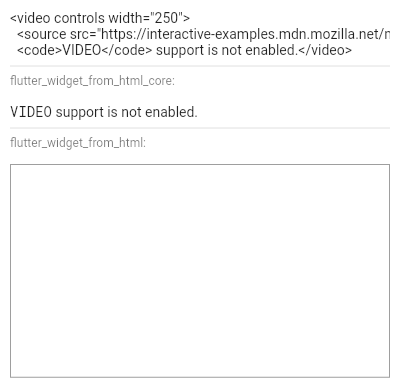 <video controls width="250">
<source src="https://interactive-examples.mdn.mozilla.net/
<code>VIDEO</code> support is not enabled.</video>
flutter_widget_from_html_core:
VIDEO support is not enabled.
flutter_widget_from_html: